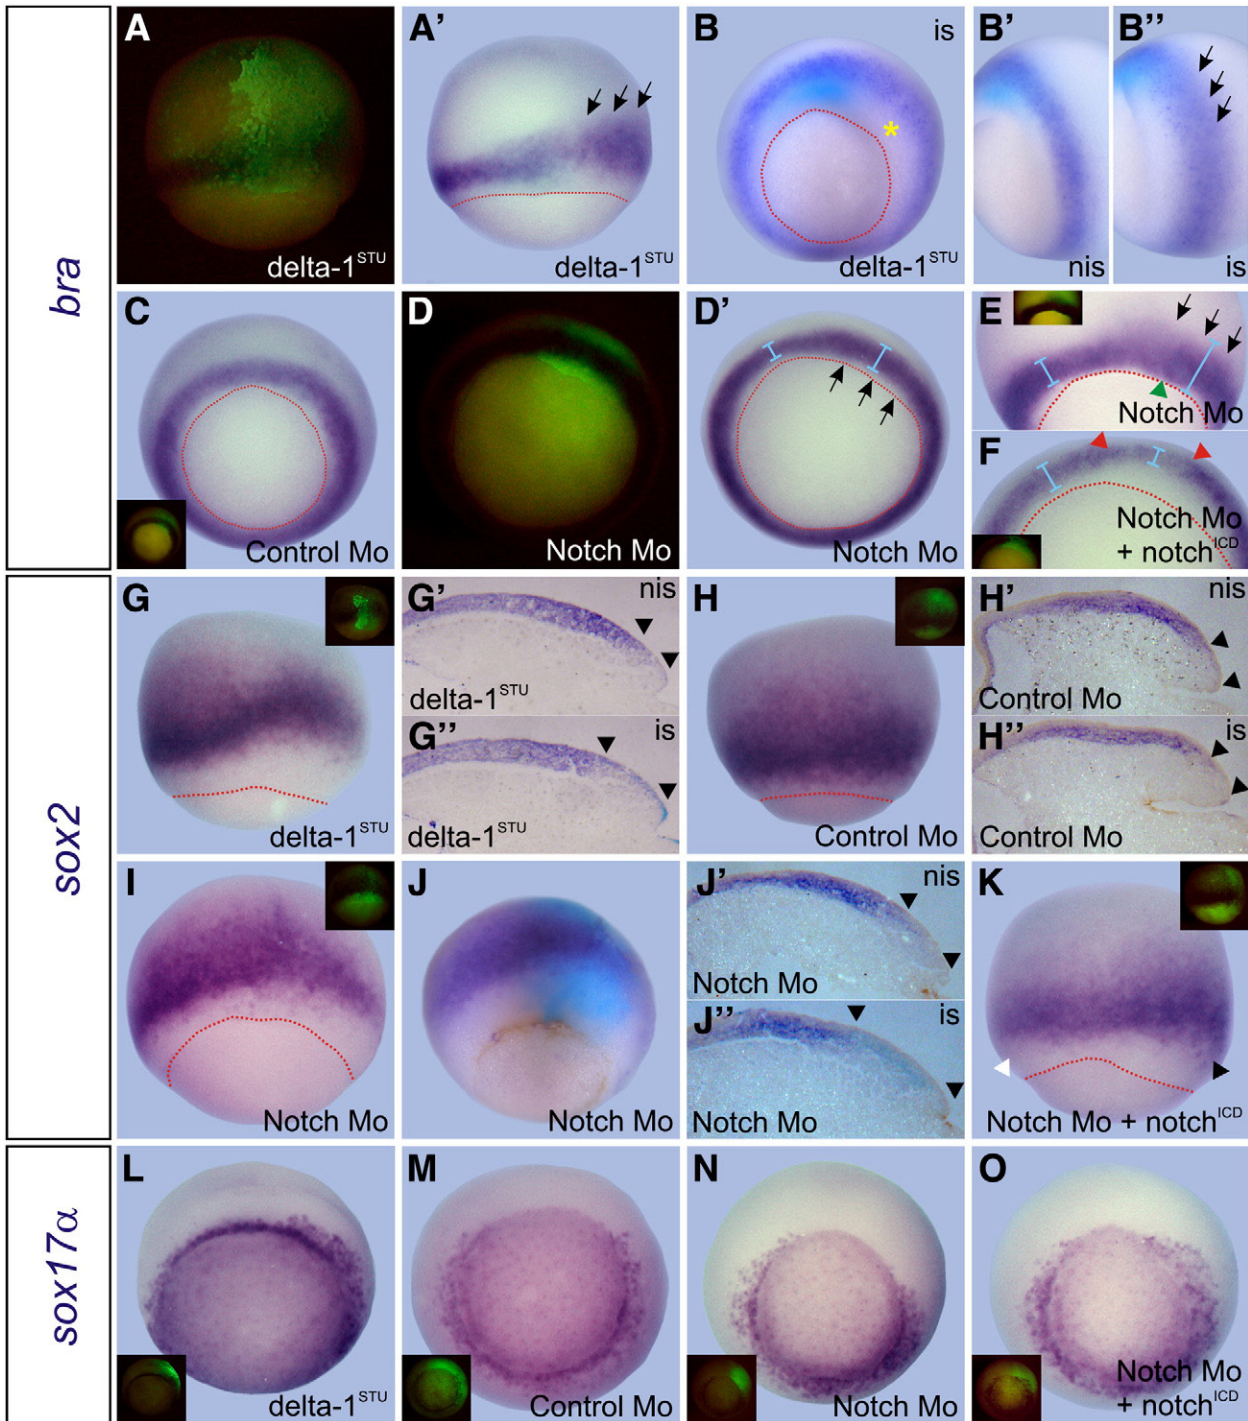 bra
A
delta-1STU
A'
delta-1STU
B
is
delta-1STU
*
B'
nis
B''
is
C
Control Mo
D
Notch Mo
D'
Notch Mo
E
Notch Mo
F
Notch Mo
+ notchICD
sox2
G
delta-1STU
G'
nis
delta-1STU
G''
is
delta-1STU
H
Control Mo
H'
nis
Control Mo
H''
is
Control Mo
I
Notch Mo
J
Notch Mo
J'
nis
Notch Mo
J''
is
Notch Mo
K
Notch Mo + notchICD
sox17α
L
delta-1STU
M
Control Mo
N
Notch Mo
O
Notch Mo
+ notchICD